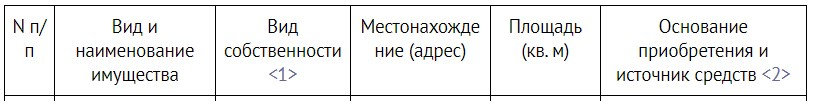 N п/
п
Вид и
наименование
имущества
Вид
собственности
<1>
Местонахожде
ние (адрес)
Площадь
(кв. м)
Основание
приобретения и
источник средств <2>